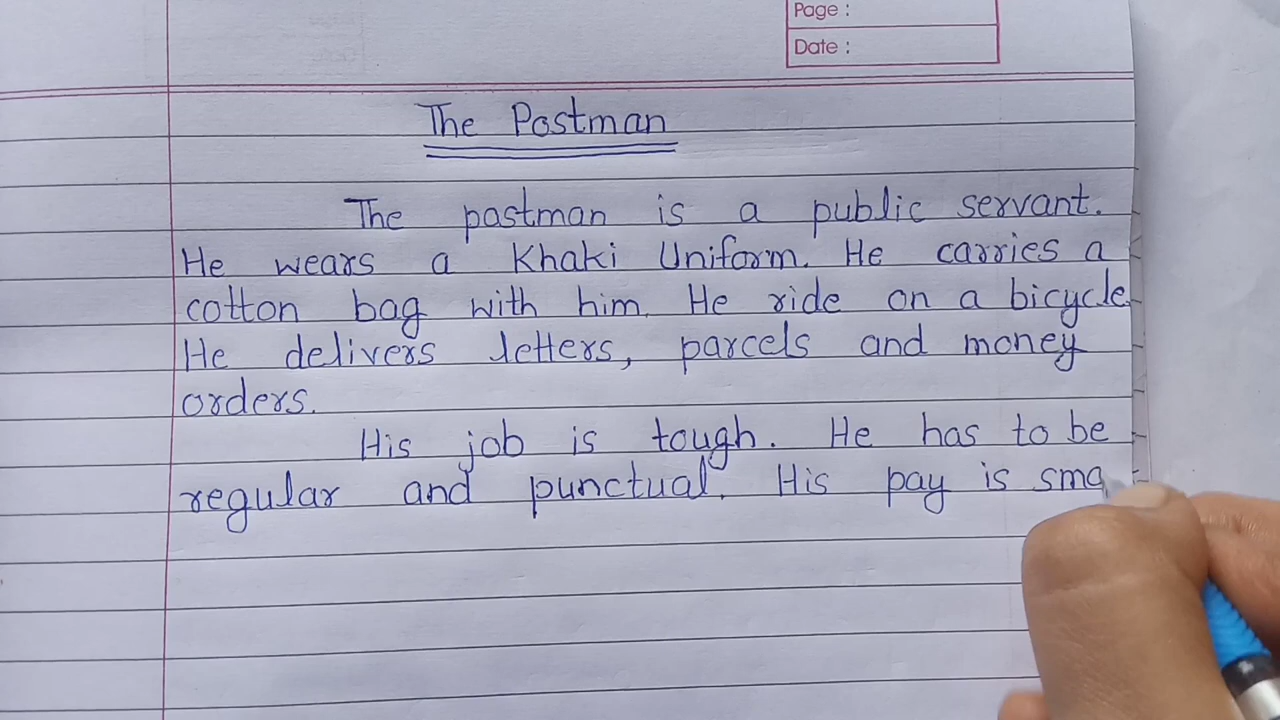 Page :
Date :
The Postman
The postman is a public servant.
He wears a Khaki Uniform. He carries a
cotton bag with him. He ride on a bicycle
He delivers letters, parcels and money
orders.
His job is tough. He has to be
regular and punctual. His pay is sma